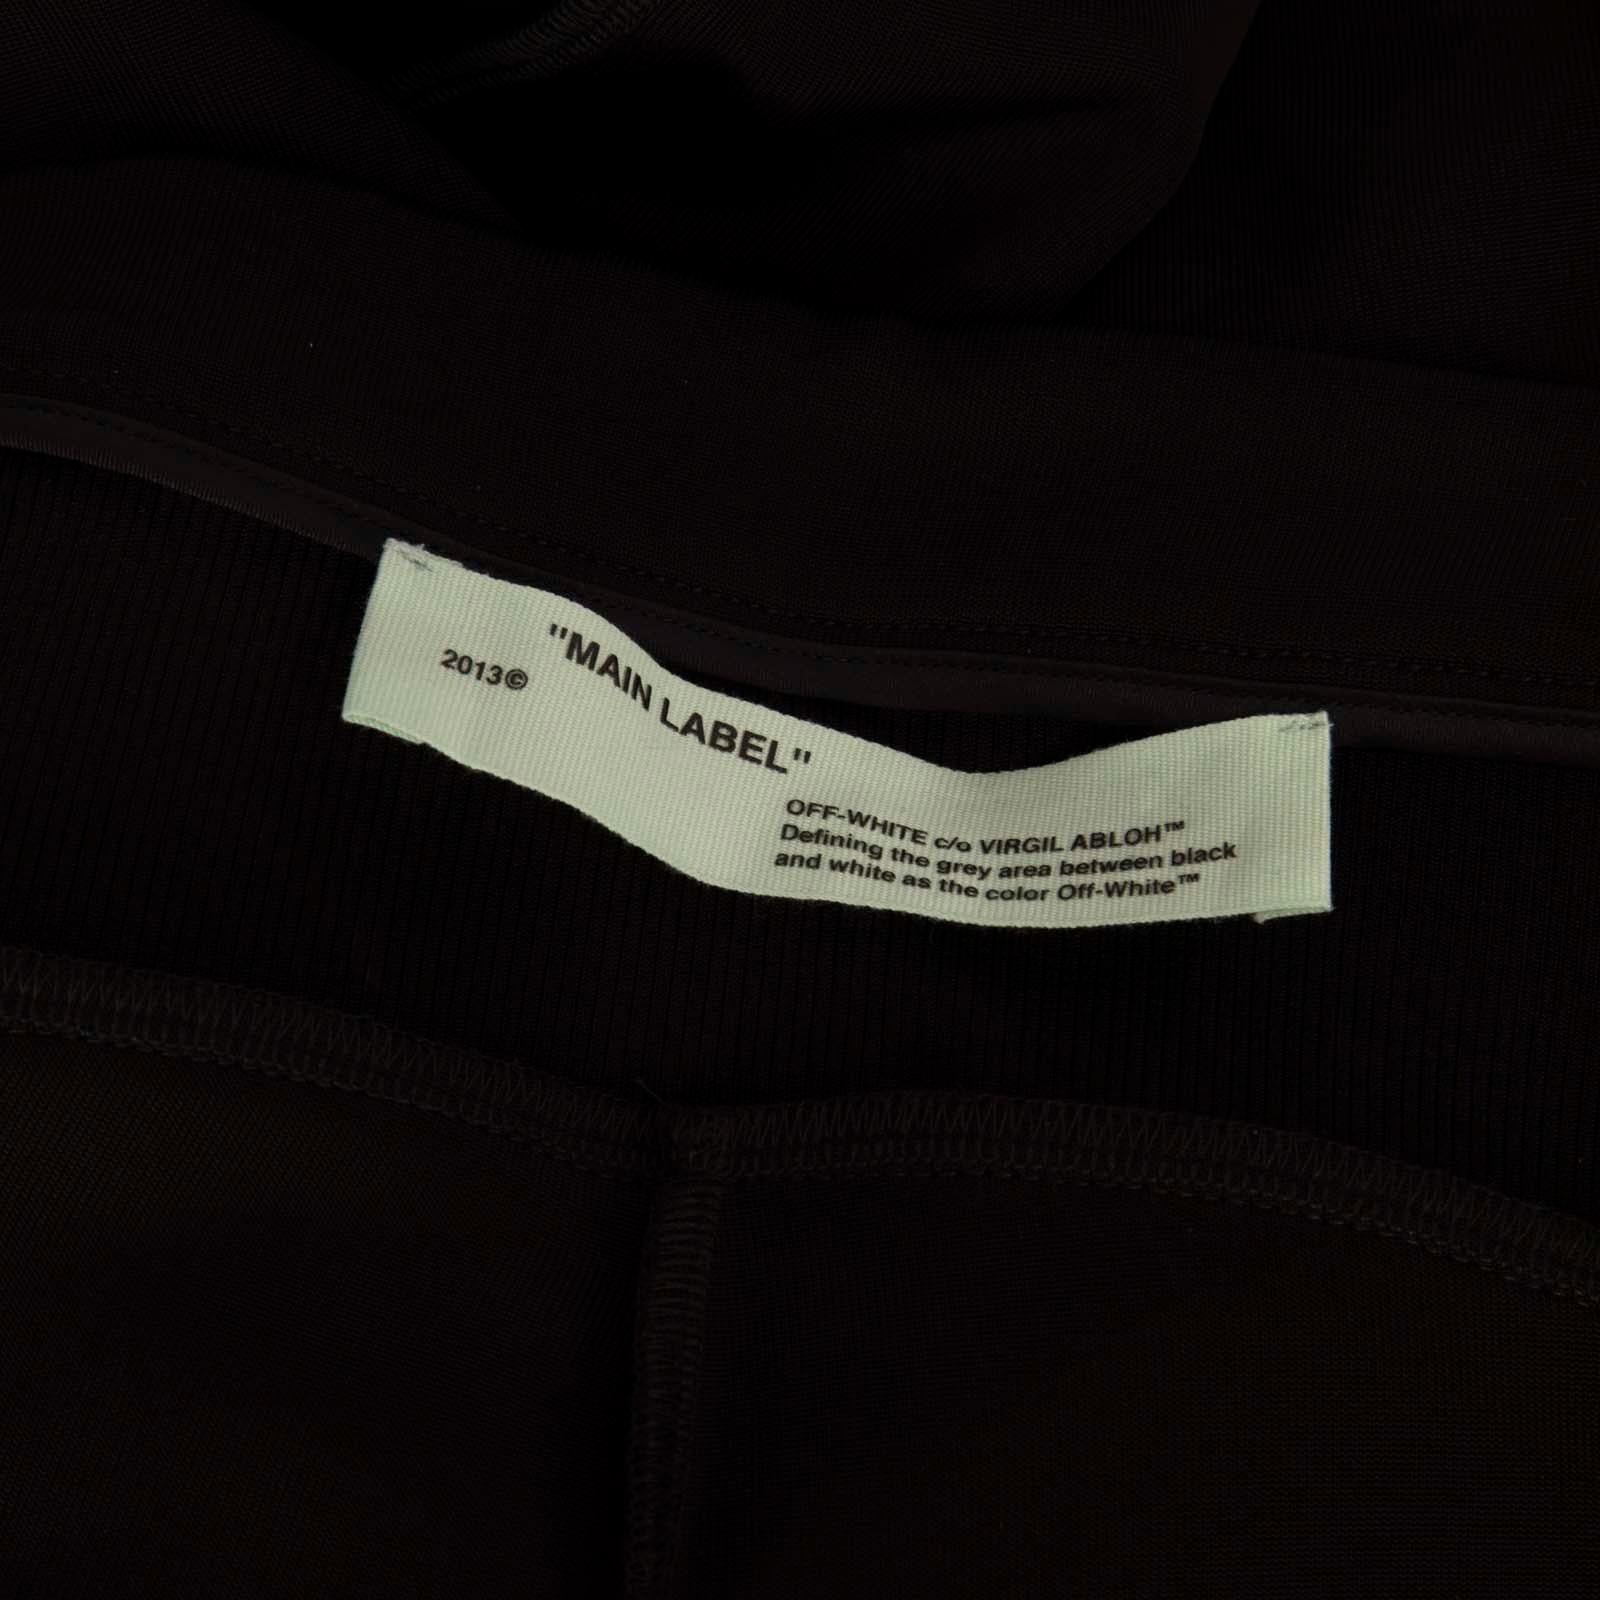 "MAIN LABEL"
2013©
OFF-WHITE c/o VIRGIL ABLOH™
Defining the grey area between black
and white as the color Off-White™